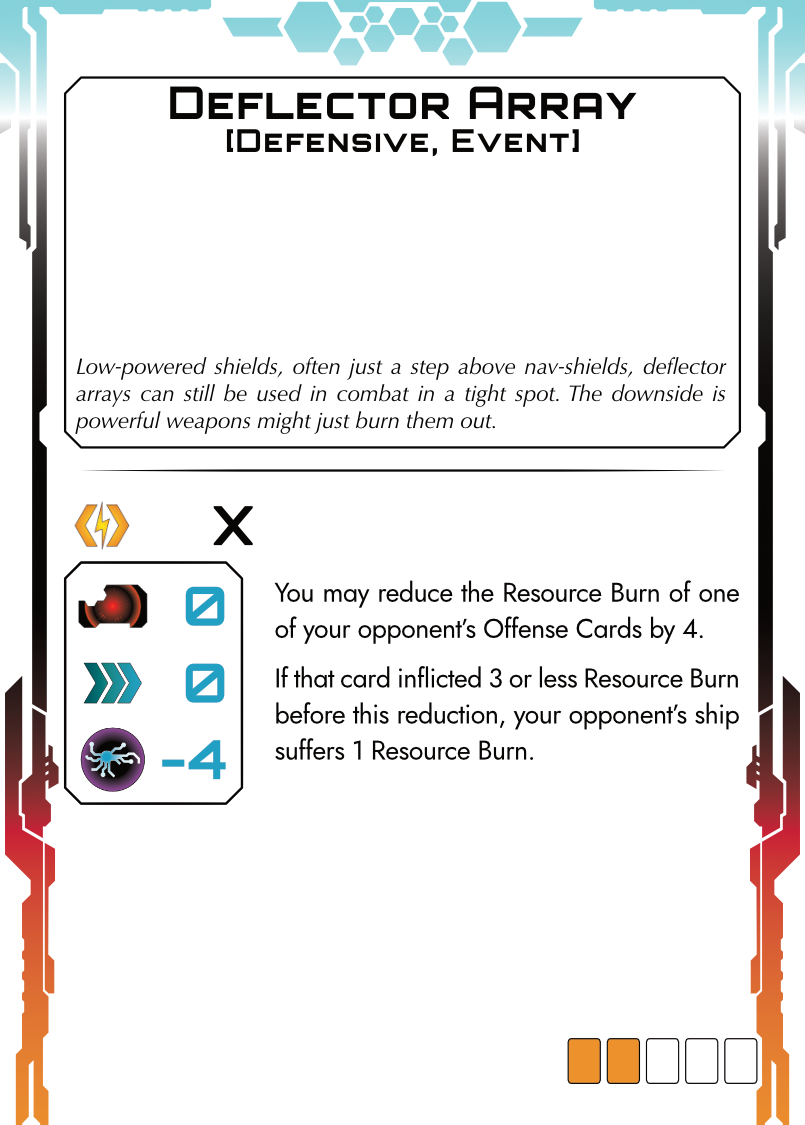 Deflector Array
[Defensive, Event]
Low-powered shields, often just a step above nav-shields, deflector
arrays can still be used in combat in a tight spot. The downside is
powerful weapons might just burn them out.
X
0
0
-4
You may reduce the Resource Burn of one
of your opponent's Offense Cards by 4.
If that card inflicted 3 or less Resource Burn
before this reduction, your opponent's ship
suffers 1 Resource Burn.